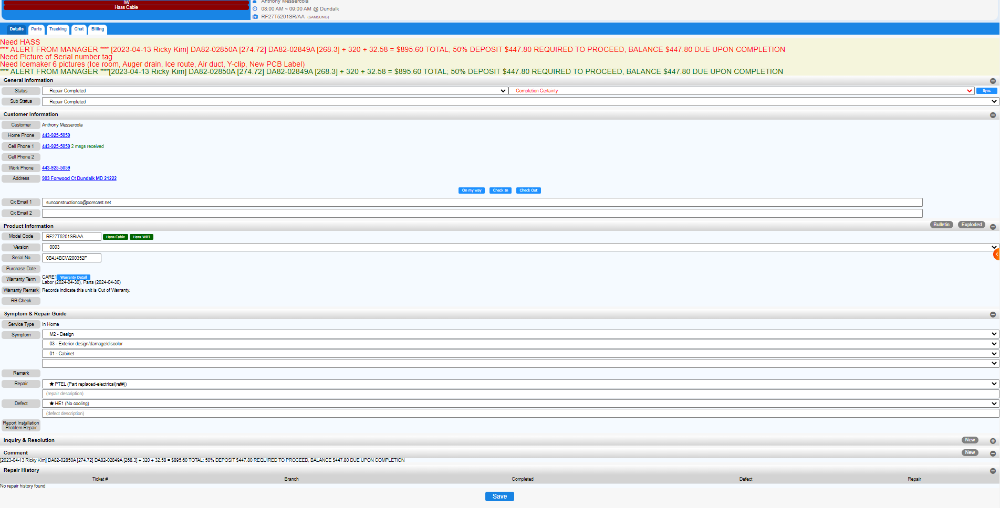 IW
Hass Cable
Anthony Messercola
08:00 AM ~ 09:00 AM @ Dundalk
RF27T5201SR/AA (SAMSUNG)
Details Parts Tracking Chat Billing
Need HASS
*** ALERT FROM MANAGER *** [2023-04-13 Ricky Kim] DA82-02850A [274.72] DA82-02849A [268.3] + 320 + 32.58 = $895.60 TOTAL; 50% DEPOSIT $447.80 REQUIRED TO PROCEED, BALANCE $447.80 DUE UPON COMPLETION
Need Picture of Serial number tag
Need Icemaker 6 pictures (Ice room, Auger drain, Ice route, Air duct, Y-clip, New PCB Label)
*** ALERT FROM MANAGER ***[2023-04-13 Ricky Kim] DA82-02850A [274.72] DA82-02849A [268.3] + 320 + 32.58 = $895.60 TOTAL; 50% DEPOSIT $447.80 REQUIRED TO PROCEED, BALANCE $447.80 DUE UPON COMPLETION
General Information
Status Repair Completed Completion Certainty Sync
Sub Status Repair Completed
Customer Information
Customer Anthony Messercola
Home Phone 443-925-5059
Cell Phone 1 443-925-5059 2 msgs received
Cell Phone 2
Work Phone 443-925-5059
Address 903 Forwood Ct Dundalk MD 21222
On my way Check In Check Out
Cx Email 1 sunconstructionco@comcast.net
Cx Email 2
Product Information Bulletin Exploded
Model Code RF27T5201SR/AA Hass Cable Hass WiFi
Version 0003
Serial No 0B4J4BCW200352F
Purchase Date
Warranty Term CARE1 Warranty Detail
Labor (2024-04-30), Parts (2024-04-30)
Warranty Remark Records indicate this unit is Out of Warranty.
RB Check
Symptom & Repair Guide
Service Type In Home
Symptom M2 - Design
03 - Exterior design/damage/discolor
01 - Cabinet
Remark
Repair ★ PTEL (Part replaced-electrical(ref#))
(repair description)
Defect ★ HE1 (No cooling)
(defect description)
Report Installation
Problem Repair
Inquiry & Resolution New
Comment New
[2023-04-13 Ricky Kim] DA82-02850A [274.72] DA82-02849A [268.3] + 320 + 32.58 = $895.60 TOTAL; 50% DEPOSIT $447.80 REQUIRED TO PROCEED, BALANCE $447.80 DUE UPON COMPLETION
Repair History
Ticket # Branch Completed Defect Repair
No repair history found
Save